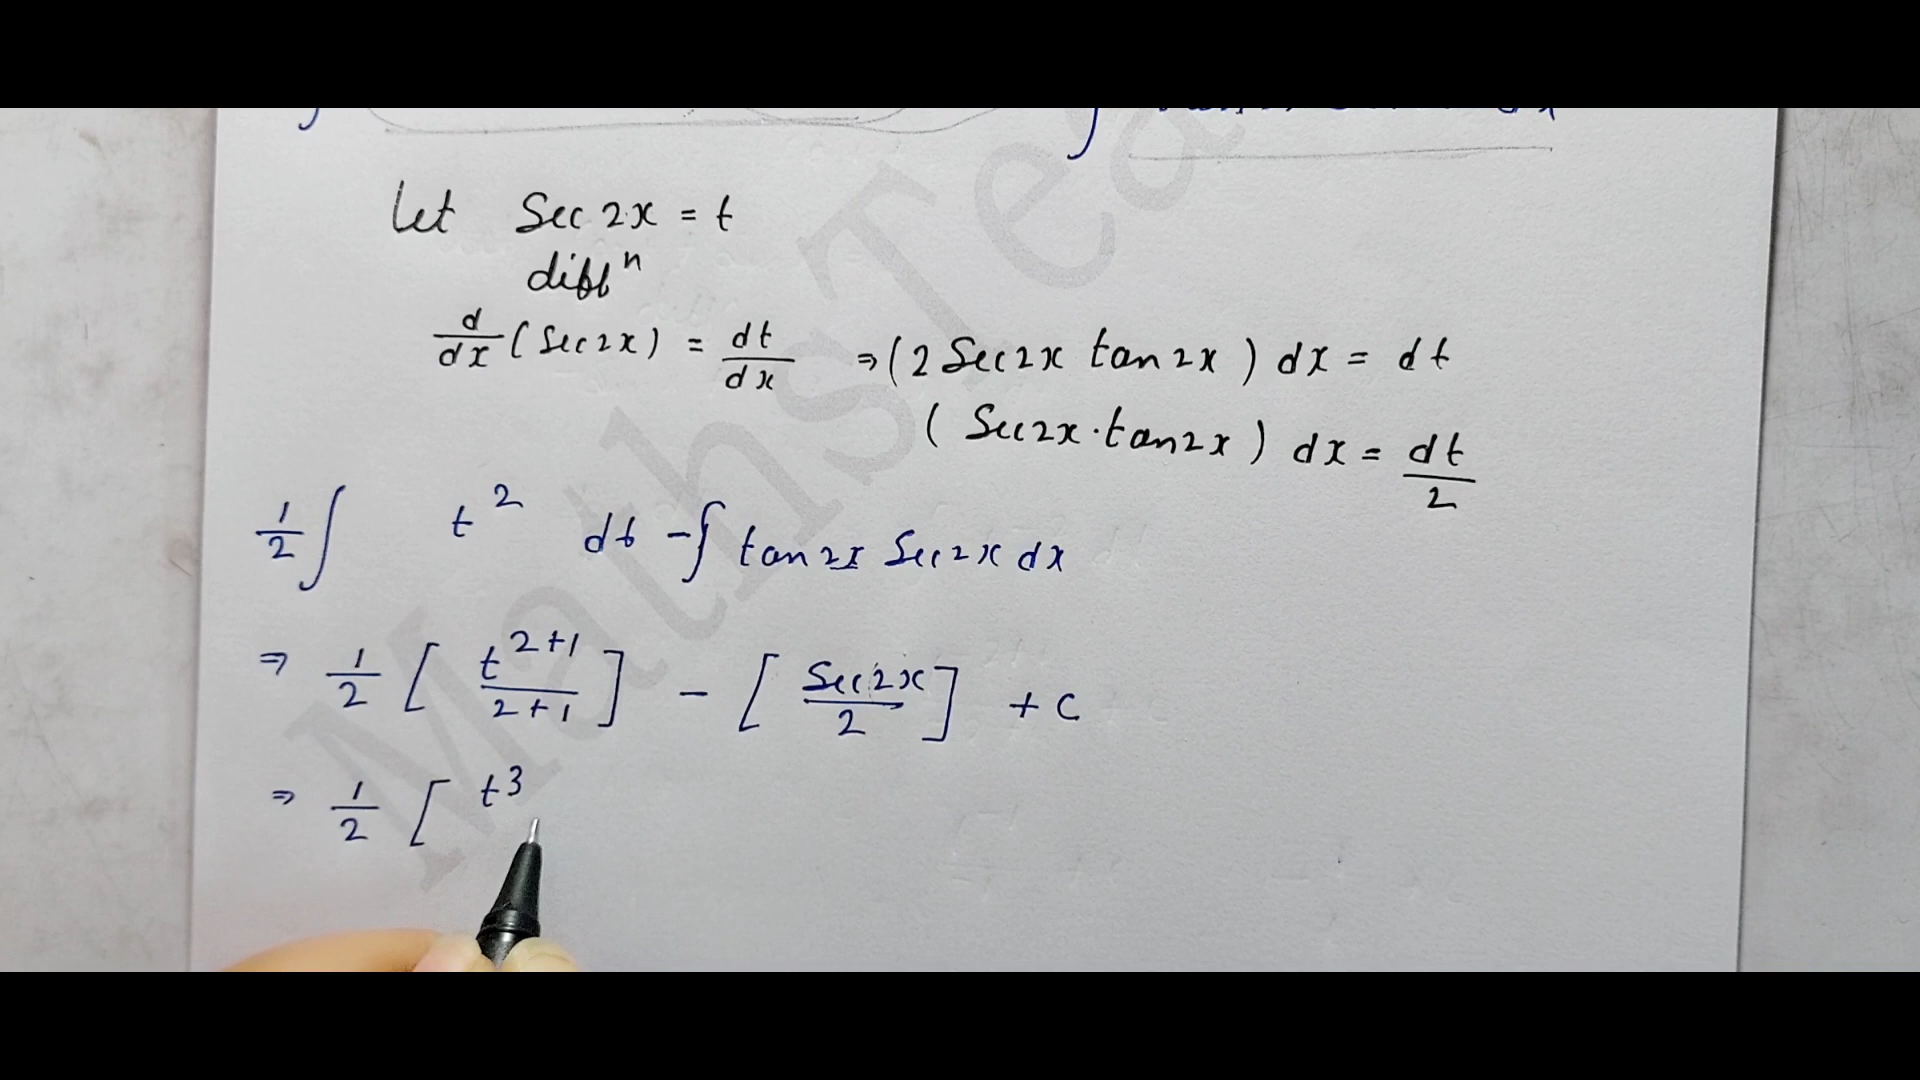 Let Sec 2x = t
diffⁿ
d/dx (Sec2x) = dt/dx ⇒ (2 Sec2x tan2x) dx = dt
(Sec2x·tan2x) dx = dt/2
1/2 ∫ t² dt - ∫ tan2x Sec2x dx
⇒ 1/2 [ t²⁺¹/2+1 ] - [ Sec2x/2 ] + c
⇒ 1/2 [ t³